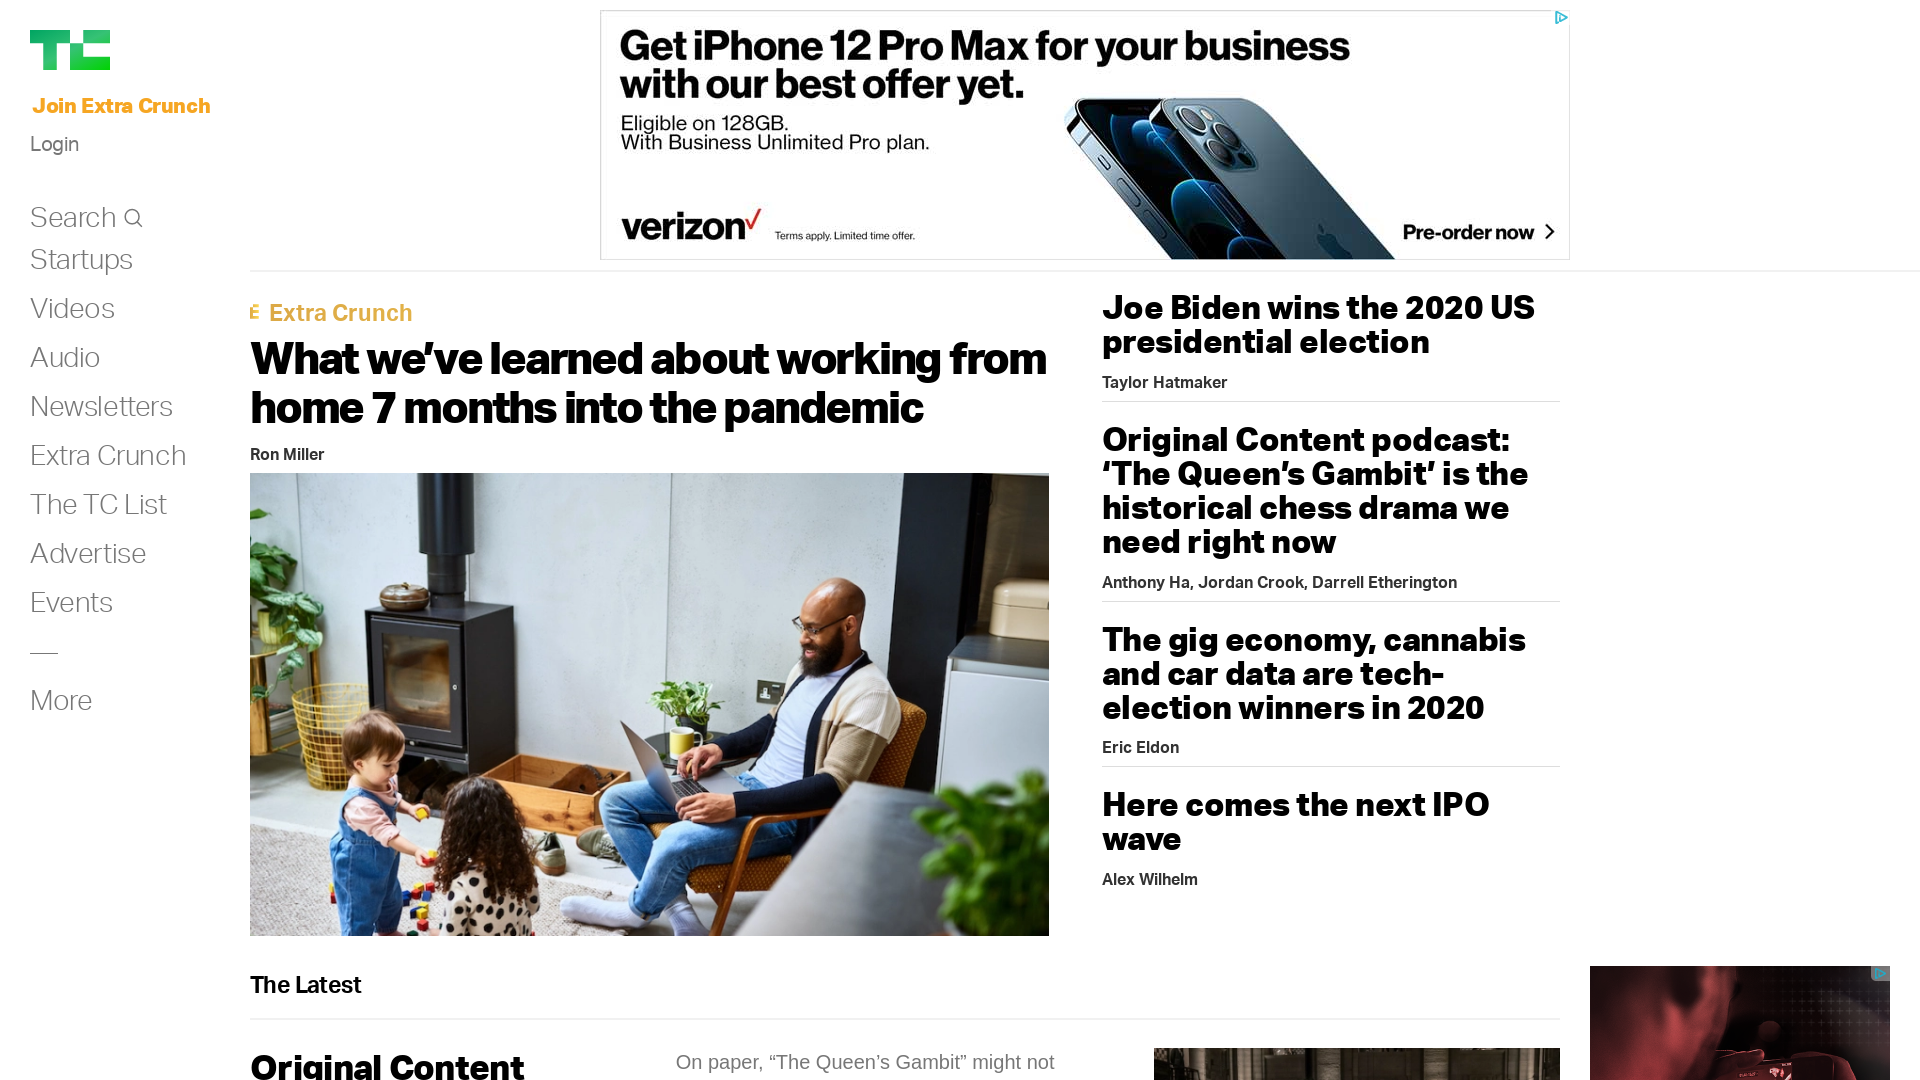 TC
Join Extra Crunch
Login
Search
Startups
Videos
Audio
Newsletters
Extra Crunch
The TC List
Advertise
Events
—
More
Get iPhone 12 Pro Max for your business
with our best offer yet.
Eligible on 128GB.
With Business Unlimited Pro plan.
verizon
Terms apply. Limited time offer.
Pre-order now
Extra Crunch
What we’ve learned about working from
home 7 months into the pandemic
Ron Miller
Joe Biden wins the 2020 US
presidential election
Taylor Hatmaker
Original Content podcast:
‘The Queen’s Gambit’ is the
historical chess drama we
need right now
Anthony Ha, Jordan Crook, Darrell Etherington
The gig economy, cannabis
and car data are tech-
election winners in 2020
Eric Eldon
Here comes the next IPO
wave
Alex Wilhelm
The Latest
Original Content
On paper, “The Queen’s Gambit” might not